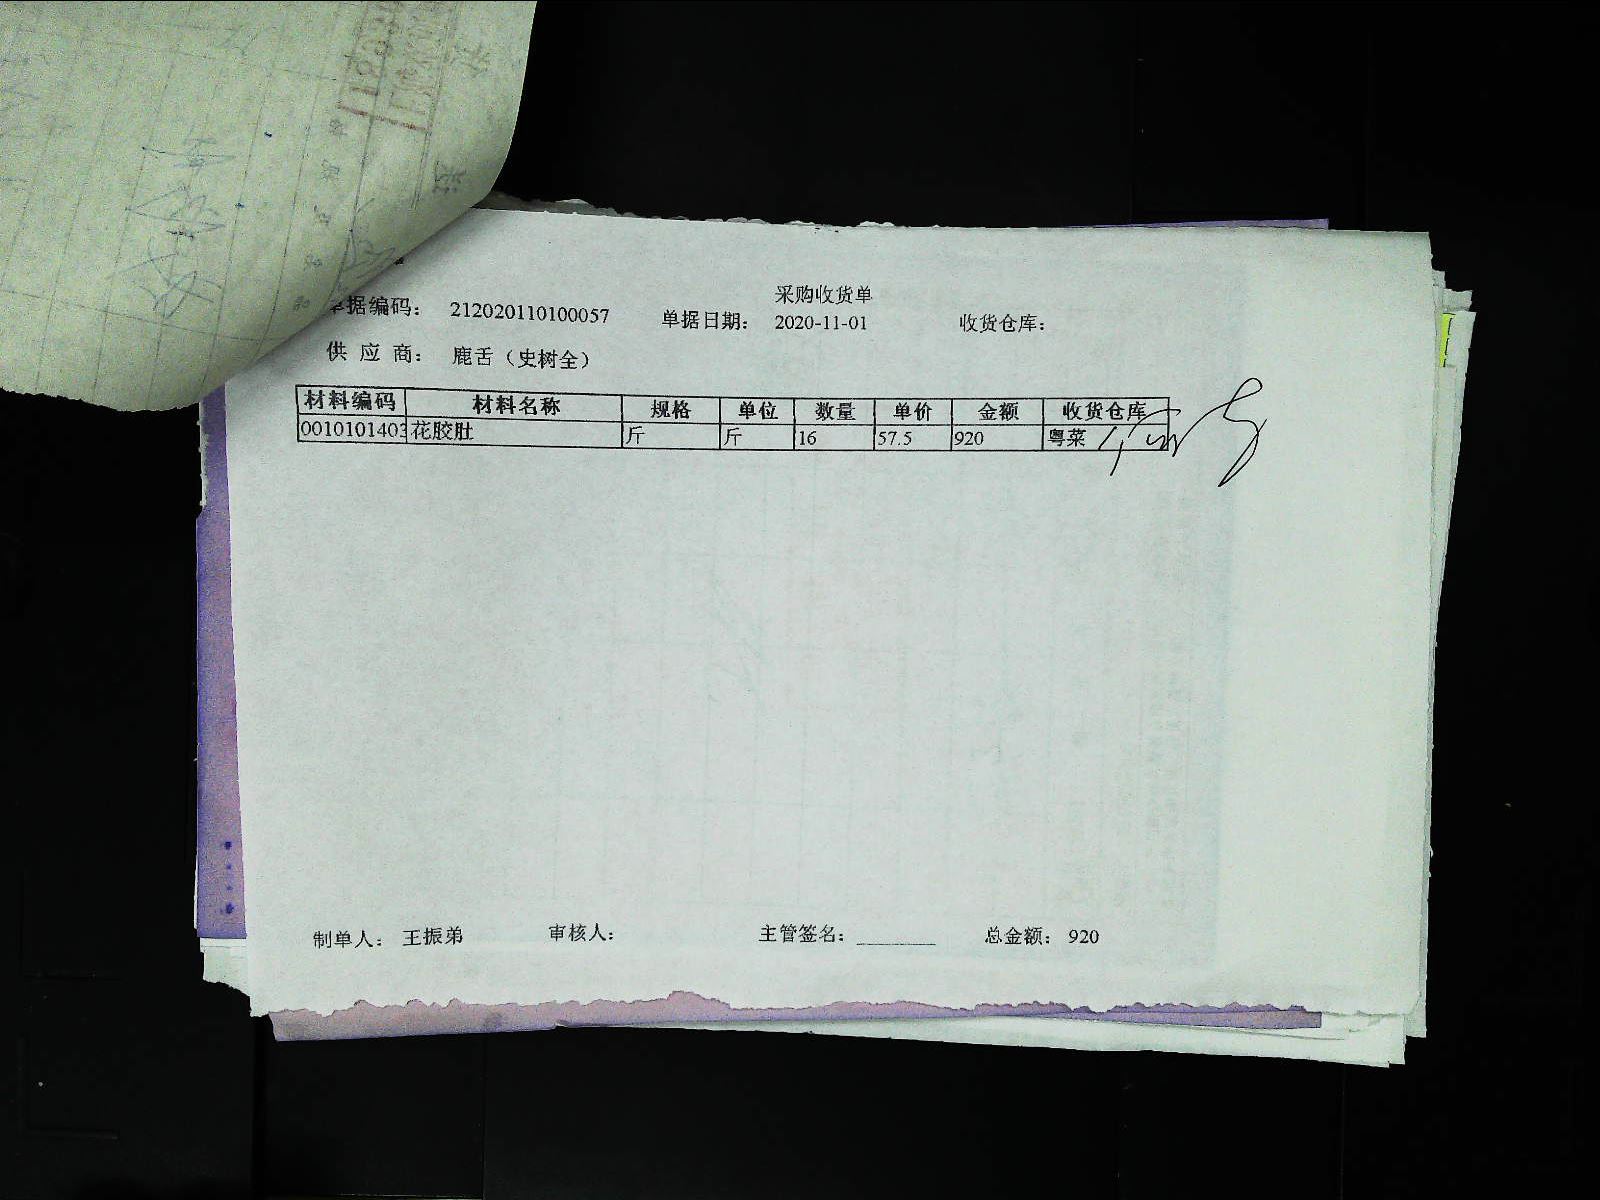 采购收货单
单据编码： 212020110100057 单据日期： 2020-11-01 收货仓库：
供 应 商： 鹿舌（史树全）
材料编码 材料名称 规格 单位 数量 单价 金额 收货仓库
0010101403 花胶肚 斤 斤 16 57.5 920 粤菜
制单人： 王振弟 审核人： 主管签名： 总金额： 920